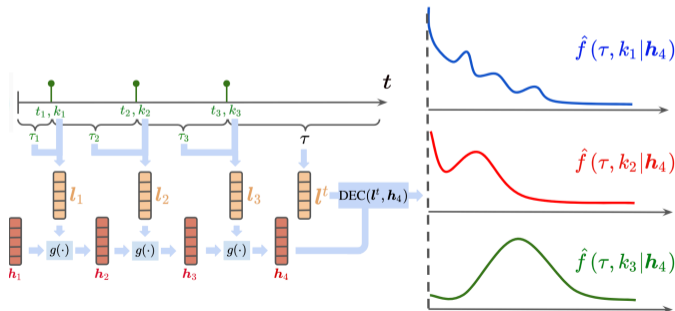 t
t₁, k₁ t₂, k₂ t₃, k₃
τ₁ τ₂ τ₃ τ
l₁ l₂ l₃ lᵗ DEC(lᵗ, h₄)
g(·) g(·) g(·)
h₁ h₂ h₃ h₄
f̂ (τ, k₁|h₄)
f̂ (τ, k₂|h₄)
f̂ (τ, k₃|h₄)